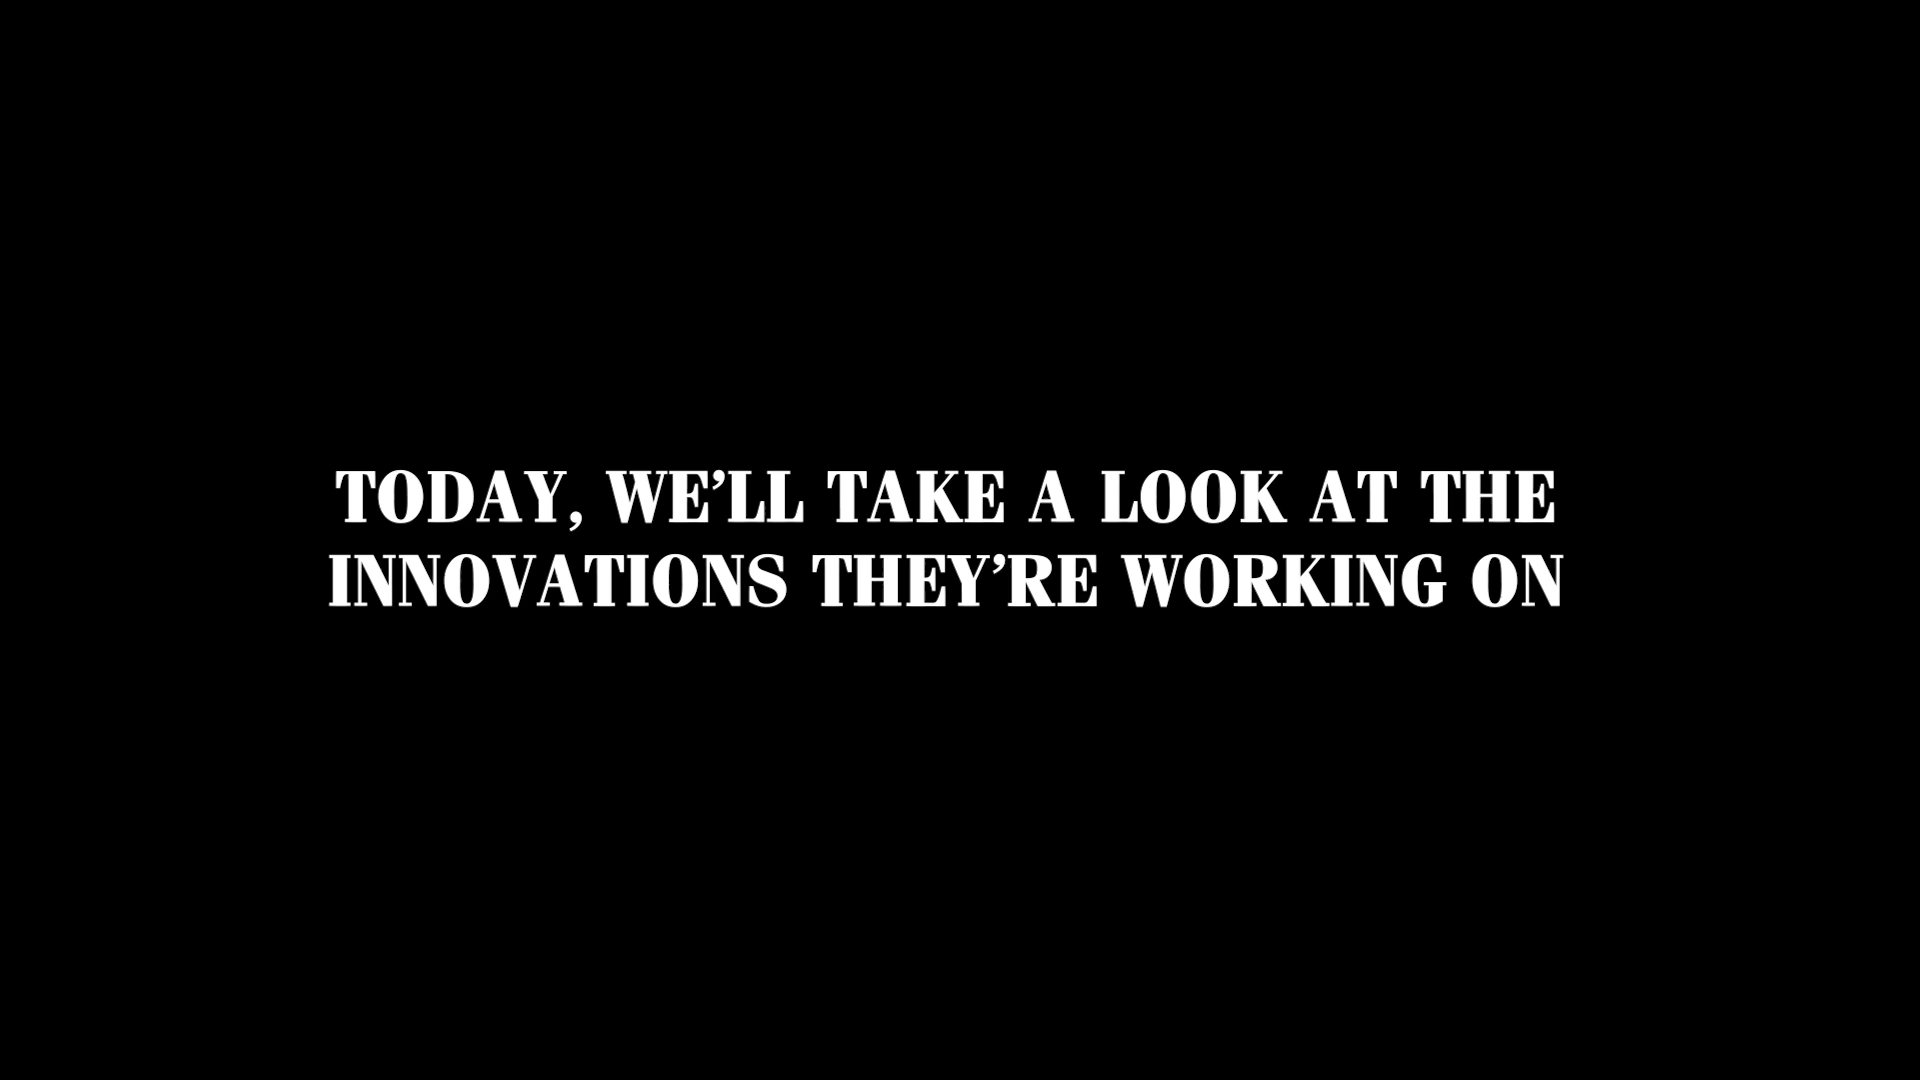 TODAY, WE’LL TAKE A LOOK AT THE
INNOVATIONS THEY’RE WORKING ON